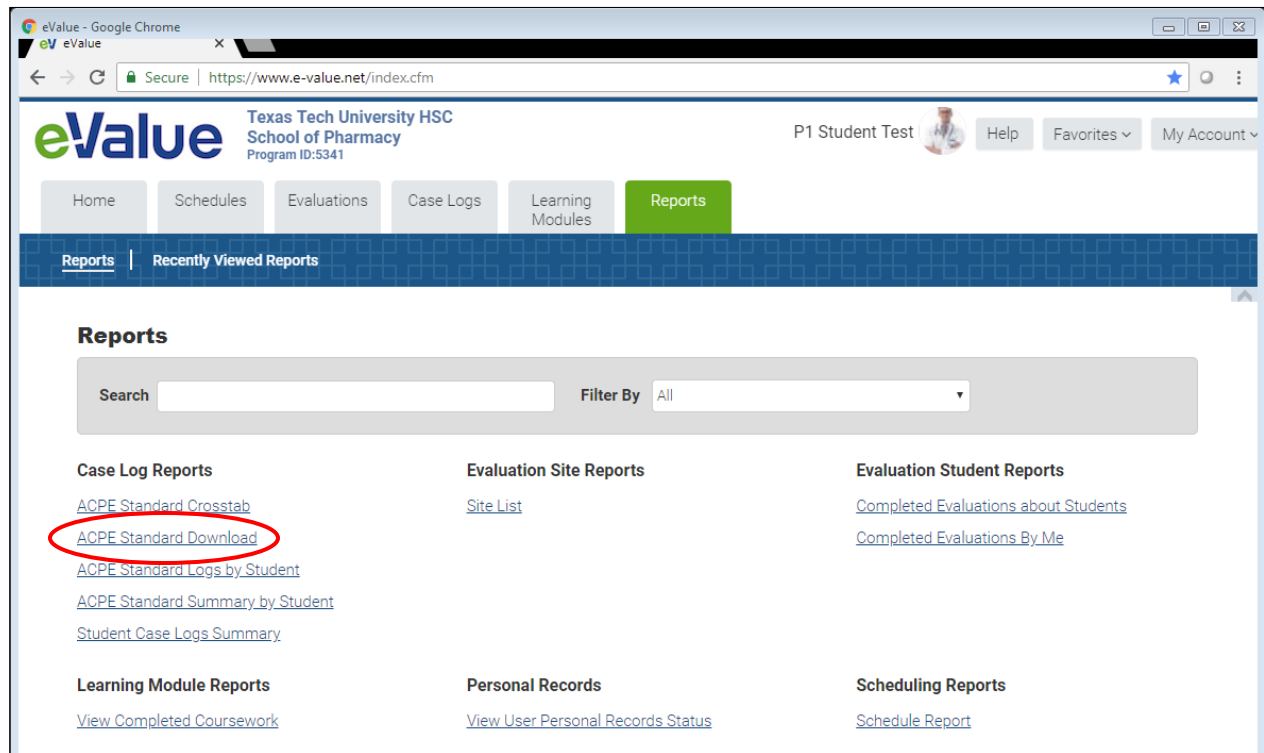 eValue - Google Chrome
eV eValue
Secure | https://www.e-value.net/index.cfm
eValue
Texas Tech University HSC
School of Pharmacy
Program ID:5341
P1 Student Test
Help
Favorites
My Account
Home
Schedules
Evaluations
Case Logs
Learning
Modules
Reports
Reports
Recently Viewed Reports
Reports
Search
Filter By
All
Case Log Reports
ACPE Standard Crosstab
ACPE Standard Download
ACPE Standard Logs by Student
ACPE Standard Summary by Student
Student Case Logs Summary
Evaluation Site Reports
Site List
Evaluation Student Reports
Completed Evaluations about Students
Completed Evaluations By Me
Learning Module Reports
View Completed Coursework
Personal Records
View User Personal Records Status
Scheduling Reports
Schedule Report